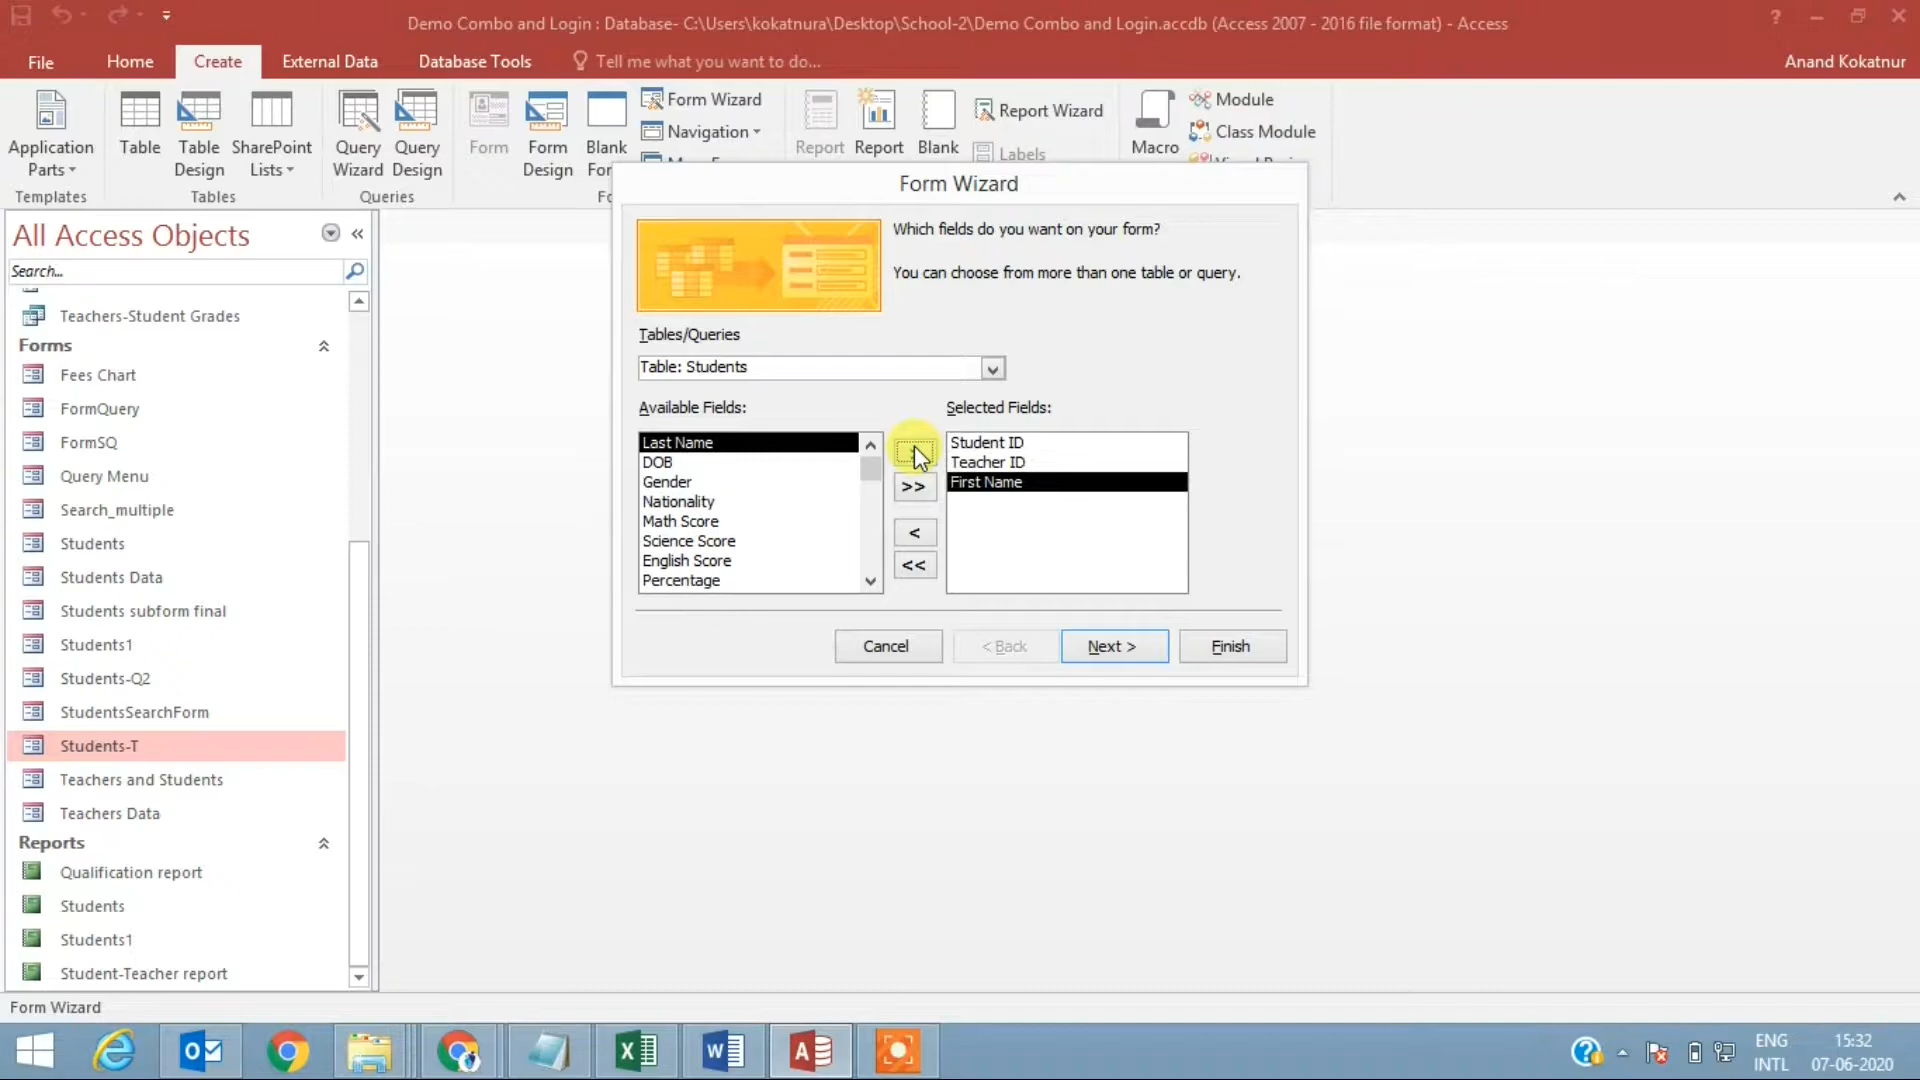 Demo Combo and Login : Database- C:\Users\kokatnura\Desktop\School-2\Demo Combo and Login.accdb (Access 2007 - 2016 file format) - Access
File Home Create External Data Database Tools Tell me what you want to do... Anand Kokatnur
Application Parts
Table
Table Design
SharePoint Lists
Query Wizard
Query Design
Form
Form Design
Blank
Form Wizard
Navigation
Report
Report
Blank
Report Wizard
Labels
Macro
Module
Class Module
Templates
Tables
Queries
All Access Objects
Search...
Teachers-Student Grades
Forms
Fees Chart
FormQuery
FormSQ
Query Menu
Search_multiple
Students
Students Data
Students subform final
Students1
Students-Q2
StudentsSearchForm
Students-T
Teachers and Students
Teachers Data
Reports
Qualification report
Students
Students1
Student-Teacher report
Form Wizard
Which fields do you want on your form?
You can choose from more than one table or query.
Tables/Queries
Table: Students
Available Fields:
Last Name
DOB
Gender
Nationality
Math Score
Science Score
English Score
Percentage
>>
<
<<
Selected Fields:
Student ID
Teacher ID
First Name
Cancel
< Back
Next >
Finish
Form Wizard
ENG
INTL
15:32
07-06-2020